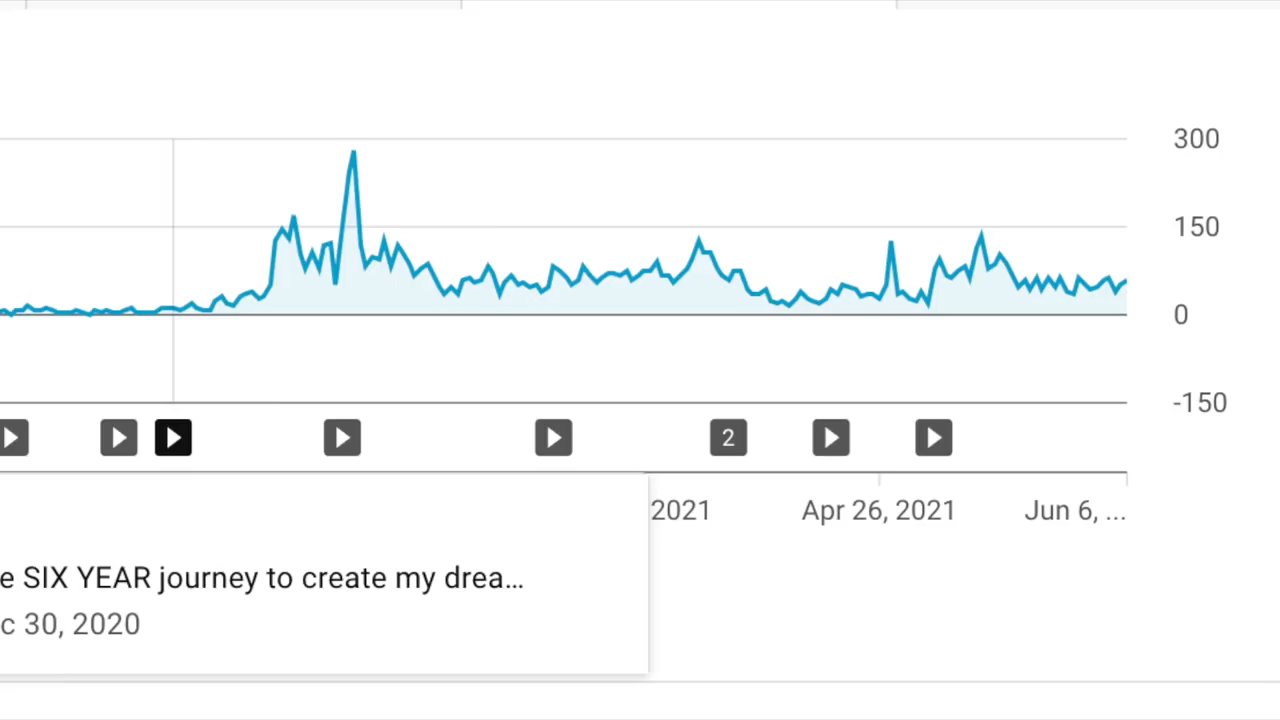 300
150
0
-150
2
2021
Apr 26, 2021
Jun 6, ...
e SIX YEAR journey to create my drea...
c 30, 2020